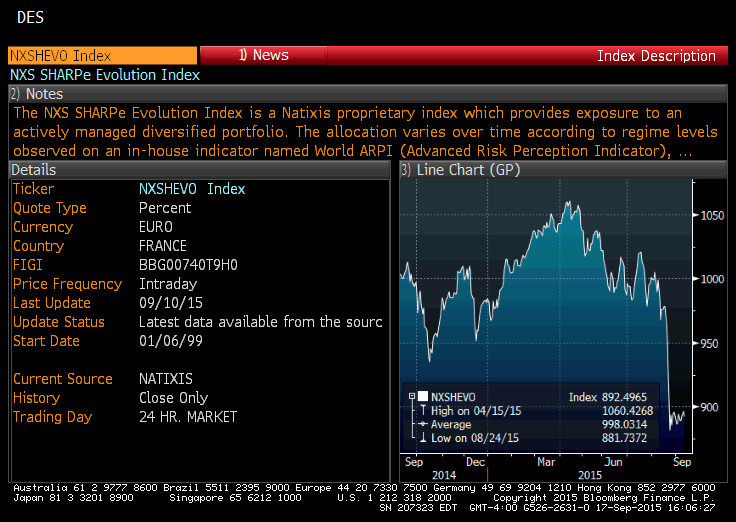 DES
NXSHEVO Index 1) News Index Description
NXS SHARPe Evolution Index
2) Notes
The NXS SHARPe Evolution Index is a Natixis proprietary index which provides exposure to an
actively managed diversified portfolio. The allocation varies over time according to regime levels
observed on an in-house indicator named World ARPI (Advanced Risk Perception Indicator), ...
Details
Ticker NXSHEVO Index
Quote Type Percent
Currency EURO
Country FRANCE
FIGI BBG00740T9H0
Price Frequency Intraday
Last Update 09/10/15
Update Status Latest data available from the sourc
Start Date 01/06/99
Current Source NATIXIS
History Close Only
Trading Day 24 HR. MARKET
3) Line Chart (GP)
1050
1000
950
900
NXSHEVO Index 892.4965
High on 04/15/15 1060.4268
Average 998.0314
Low on 08/24/15 881.7372
Sep Dec Mar Jun Sep
2014 2015
Australia 61 2 9777 8600 Brazil 5511 2395 9000 Europe 44 20 7330 7500 Germany 49 69 9204 1210 Hong Kong 852 2977 6000
Japan 81 3 3201 8900 Singapore 65 6212 1000 U.S. 1 212 318 2000 Copyright 2015 Bloomberg Finance L.P.
SN 207323 EDT GMT-4:00 G526-2631-0 17-Sep-2015 16:06:27